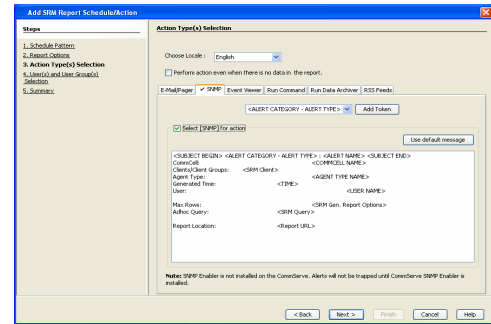 Add SRM Report Schedule/Action
Steps
1. Schedule Pattern
2. Report Options
3. Action Type(s) Selection
4. User(s) and User Group(s)
Selection
5. Summary
Action Type(s) Selection
Choose Locale : English
Perform action even when there is no data in the report.
E-Mail/Pager ✔ SNMP Event Viewer Run Command Run Data Archiver RSS Feeds
<ALERT CATEGORY - ALERT TYPE> Add Token
Select [SNMP] for action
Use default message
<SUBJECT BEGIN> <ALERT CATEGORY - ALERT TYPE> : <ALERT NAME> <SUBJECT END>
CommCell: <COMMCELL NAME>
Clients/Client Groups: <SRM Client>
Agent Type: <AGENT TYPE NAME>
Generated Time: <TIME>
User: <USER NAME>
Max Rows: <SRM Gen. Report Options>
Adhoc Query: <SRM Query>
Report Location: <Report URL>
Note: SNMP Enabler is not installed on the CommServe. Alerts will not be trapped until CommServe SNMP Enabler is
installed.
< Back Next > Finish Cancel Help